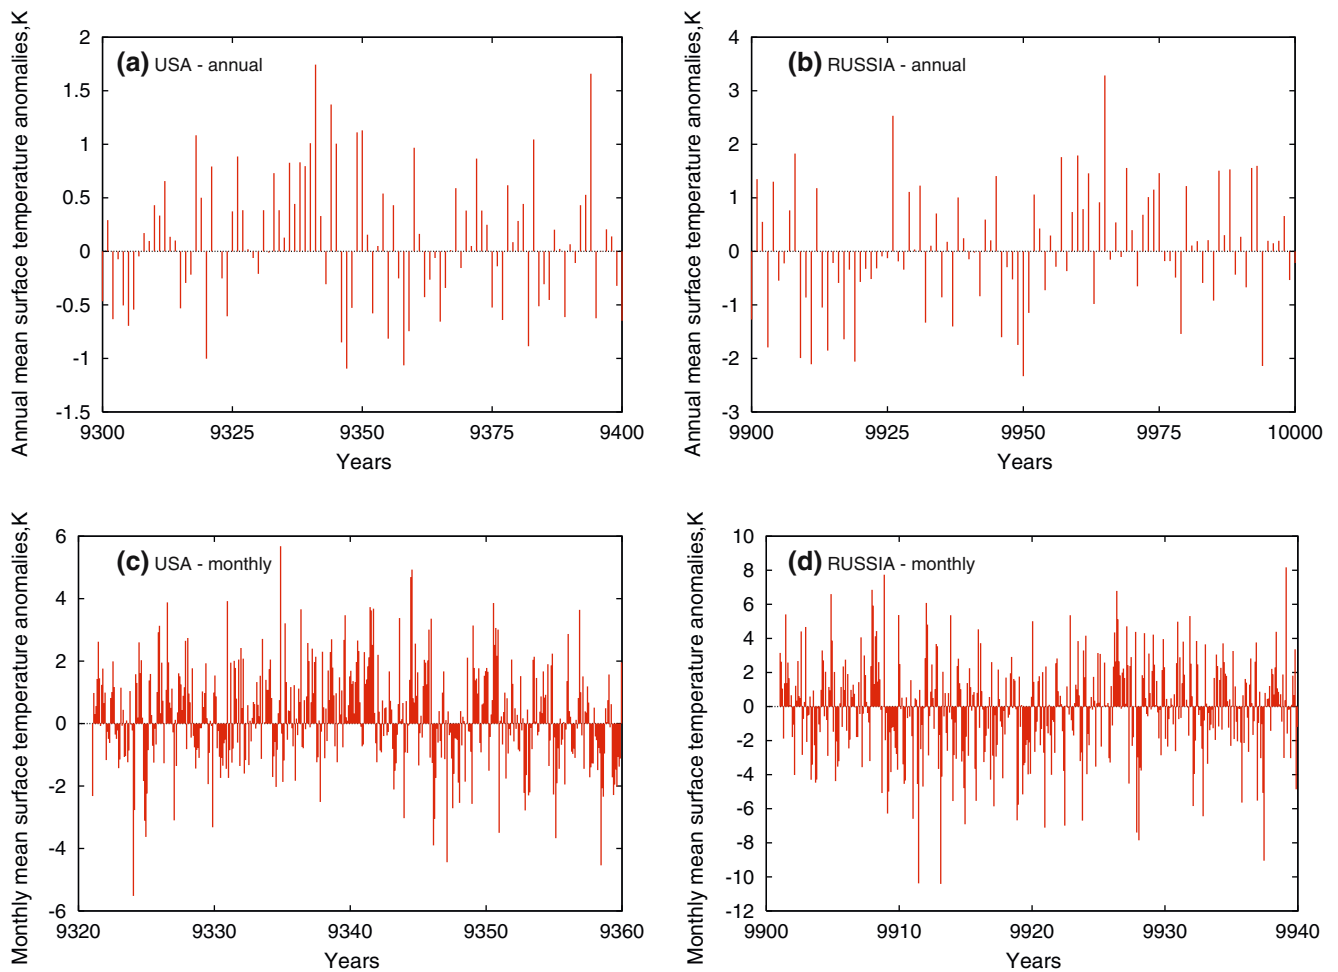 Annual mean surface temperature anomalies,K
2
1.5
1
0.5
0
-0.5
-1
-1.5
(a) USA - annual
9300 9325 9350 9375 9400
Years
Annual mean surface temperature anomalies,K
4
3
2
1
0
-1
-2
-3
(b) RUSSIA - annual
9900 9925 9950 9975 10000
Years
Monthly mean surface temperature anomalies,K
6
4
2
0
-2
-4
-6
(c) USA - monthly
9320 9330 9340 9350 9360
Years
Monthly mean surface temperature anomalies,K
10
8
6
4
2
0
-2
-4
-6
-8
-10
-12
(d) RUSSIA - monthly
9900 9910 9920 9930 9940
Years